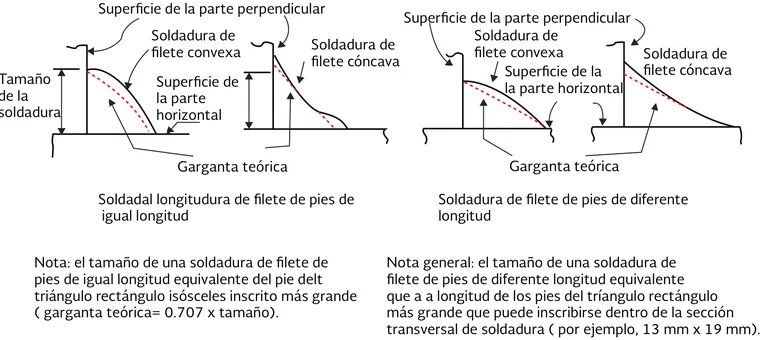 Superficie de la parte perpendicular
Soldadura de
filete convexa
Soldadura de
filete cóncava
Tamaño
de la
soldadura
Superficie de
la parte
horizontal
Garganta teórica
Soldadal longitudura de filete de pies de
igual longitud
Nota: el tamaño de una soldadura de filete de
pies de igual longitud equivalente del pie delt
triángulo rectángulo isósceles inscrito más grande
( garganta teórica= 0.707 x tamaño).
Superficie de la parte perpendicular
Soldadura de
filete convexa
Superficie de la
la parte horizontal
Soldadura de
filete cóncava
Garganta teórica
Soldadura de filete de pies de diferente
longitud
Nota general: el tamaño de una soldadura de
filete de pies de diferente longitud equivalente
que a a longitud de los pies del tríangulo rectángulo
más grande que puede inscribirse dentro de la sección
transversal de soldadura ( por ejemplo, 13 mm x 19 mm).